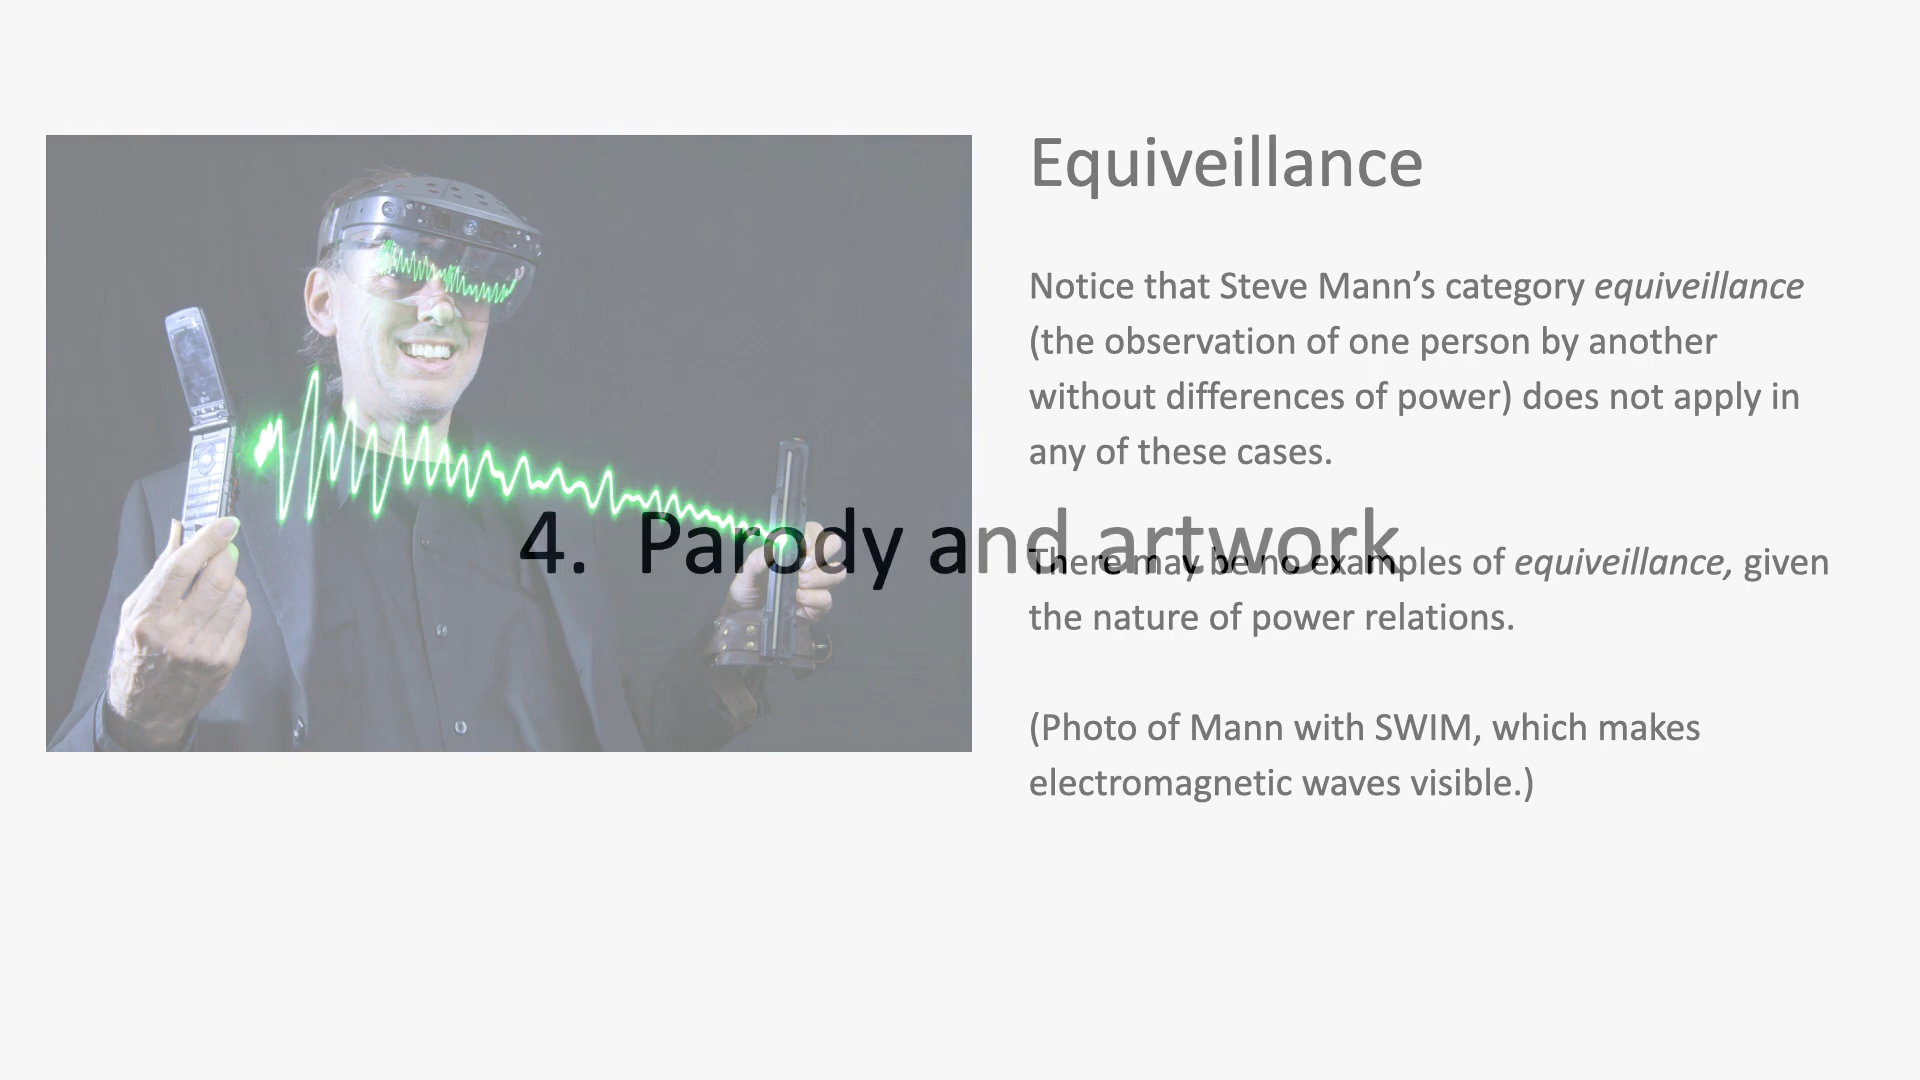 Equiveillance
Notice that Steve Mann’s category equiveillance
(the observation of one person by another
without differences of power) does not apply in
any of these cases.
4. Parody and artwork
There may be no examples of equiveillance, given
the nature of power relations.
(Photo of Mann with SWIM, which makes
electromagnetic waves visible.)